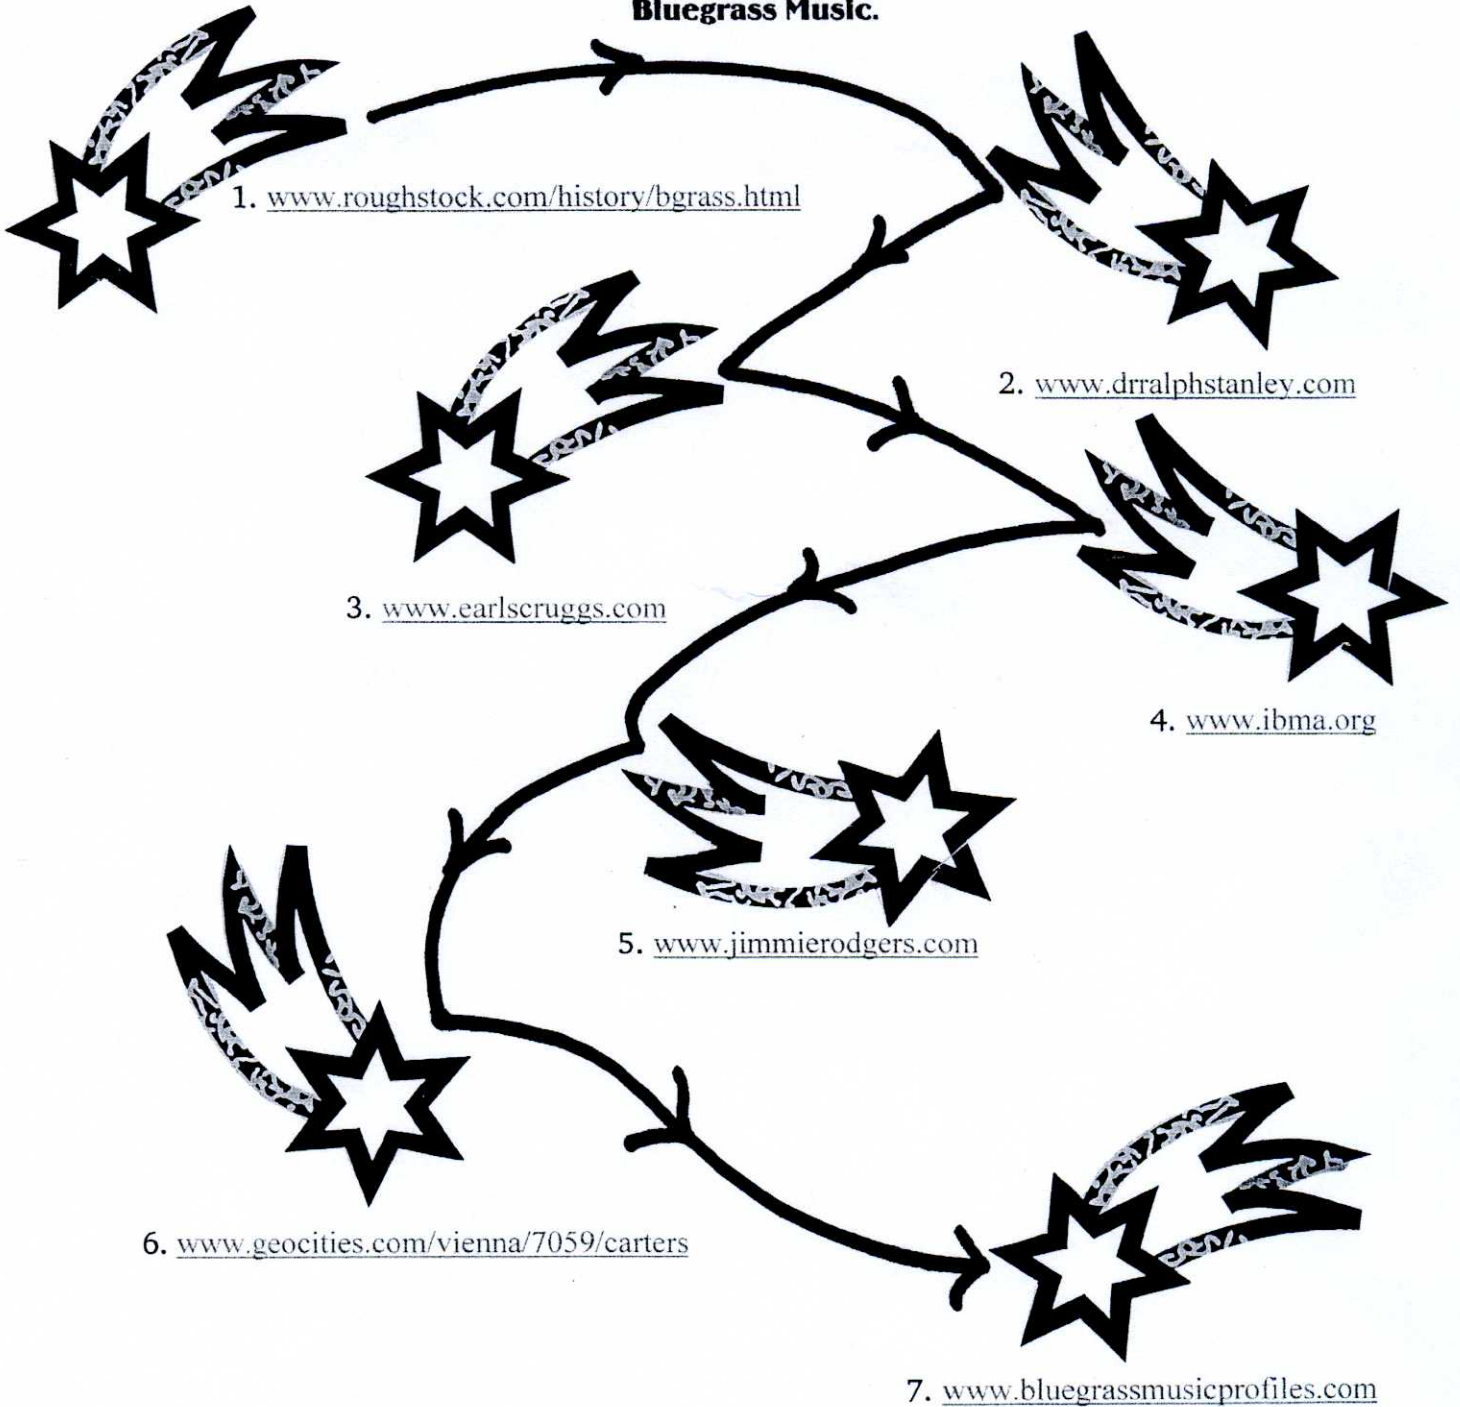 Bluegrass Music.
1. www.roughstock.com/history/bgrass.html
2. www.drralphstanley.com
3. www.earlscruggs.com
4. www.ibma.org
5. www.jimmierodgers.com
6. www.geocities.com/vienna/7059/carters
7. www.bluegrassmusicprofiles.com